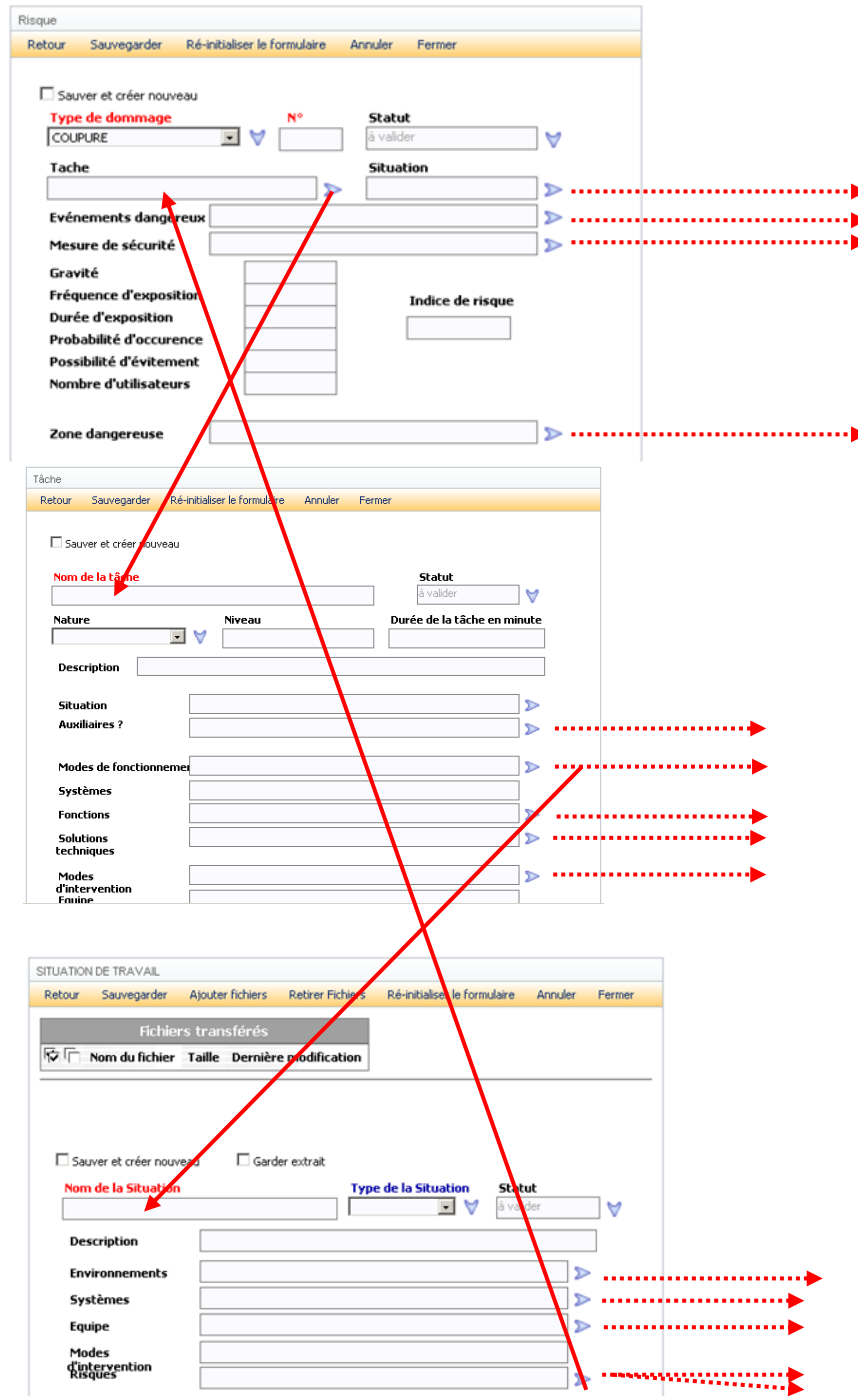 Risque
Retour Sauvegarder Ré-initialiser le formulaire Annuler Fermer
Sauver et créer nouveau
Type de dommage N° Statut
COUPURE à valider
Tache Situation
Evénements dangereux
Mesure de sécurité
Gravité
Fréquence d'exposition
Indice de risque
Durée d'exposition
Probabilité d'occurence
Possibilité d'évitement
Nombre d'utilisateurs
Zone dangereuse
Tâche
Retour Sauvegarder Ré-initialiser le formulaire Annuler Fermer
Sauver et créer nouveau
Nom de la tâche Statut
à valider
Nature Niveau Durée de la tâche en minute
Description
Situation
Auxiliaires ?
Modes de fonctionnemen
Systèmes
Fonctions
Solutions
techniques
Modes
d'intervention
Equipe
SITUATION DE TRAVAIL
Retour Sauvegarder Ajouter fichiers Retirer Fichiers Ré-initialiser le formulaire Annuler Fermer
Fichiers transférés
Nom du fichier Taille Dernière modification
Sauver et créer nouveau Garder extrait
Nom de la Situation Type de la Situation Statut
à valider
Description
Environnements
Systèmes
Equipe
Modes
d'intervention
Risques